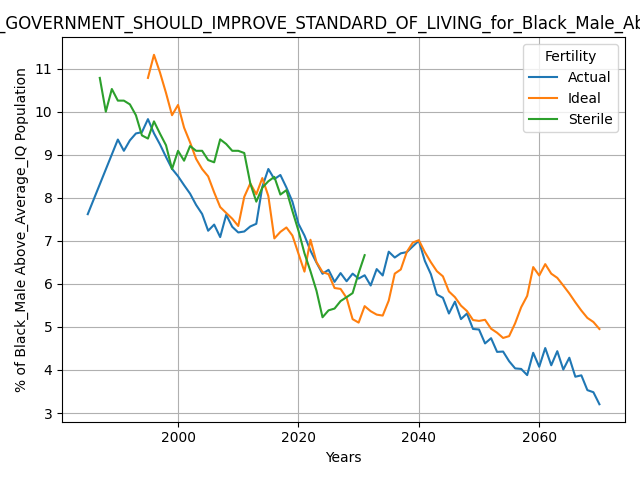 _GOVERNMENT_SHOULD_IMPROVE_STANDARD_OF_LIVING_for_Black_Male_Ab
% of Black_Male Above_Average_IQ Population
11
10
9
8
7
6
5
4
3
Fertility
Actual
Ideal
Sterile
2000
2020
2040
2060
Years